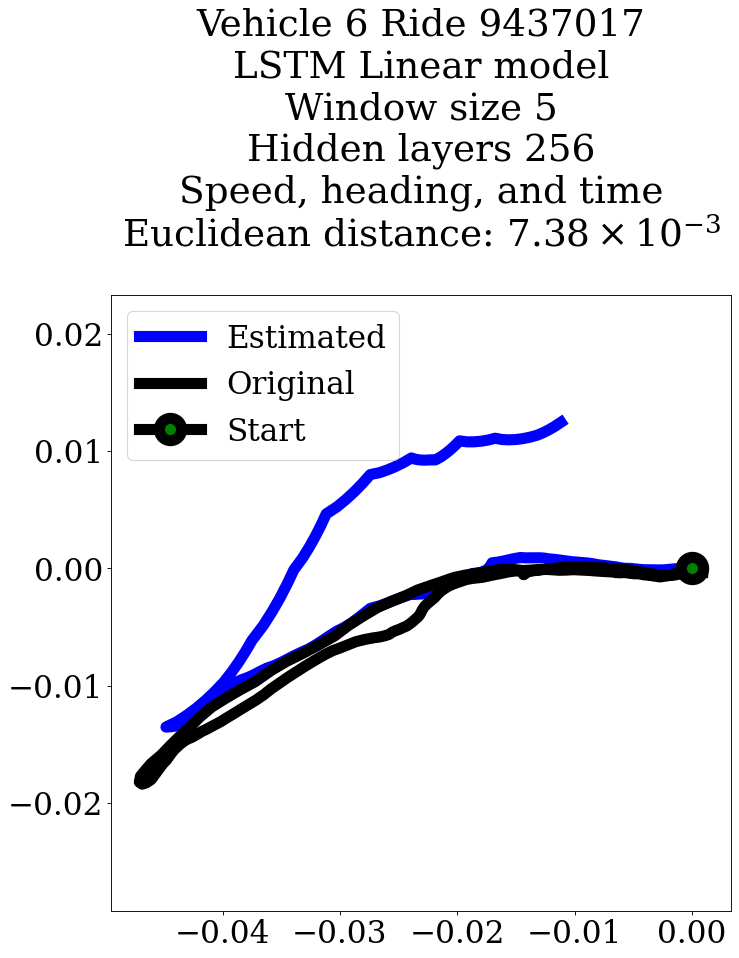 Vehicle 6 Ride 9437017
LSTM Linear model
Window size 5
Hidden layers 256
Speed, heading, and time
Euclidean distance: 7.38 × 10⁻³
Estimated
Original
Start
0.02
0.01
0.00
−0.01
−0.02
−0.04 −0.03 −0.02 −0.01 0.00